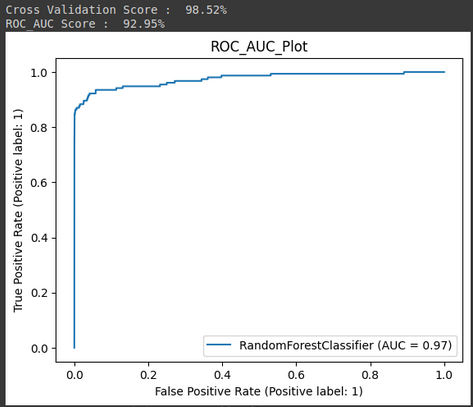 Cross Validation Score :  98.52%
ROC_AUC Score :  92.95%
ROC_AUC_Plot
1.0
0.8
0.6
0.4
0.2
0.0
True Positive Rate (Positive label: 1)
RandomForestClassifier (AUC = 0.97)
0.0 0.2 0.4 0.6 0.8 1.0
False Positive Rate (Positive label: 1)